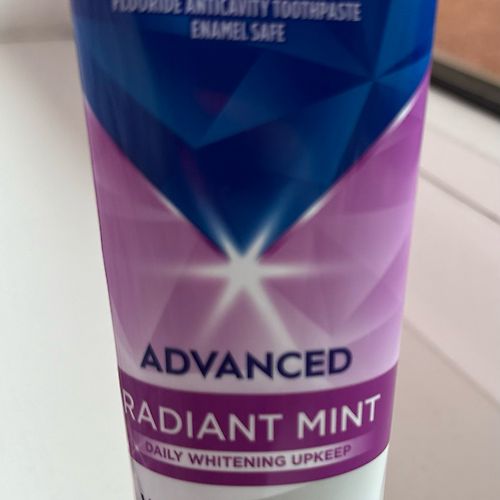 FLUORIDE ANTICAVITY TOOTHPASTE
ENAMEL SAFE
ADVANCED
RADIANT MINT
DAILY WHITENING UPKEEP